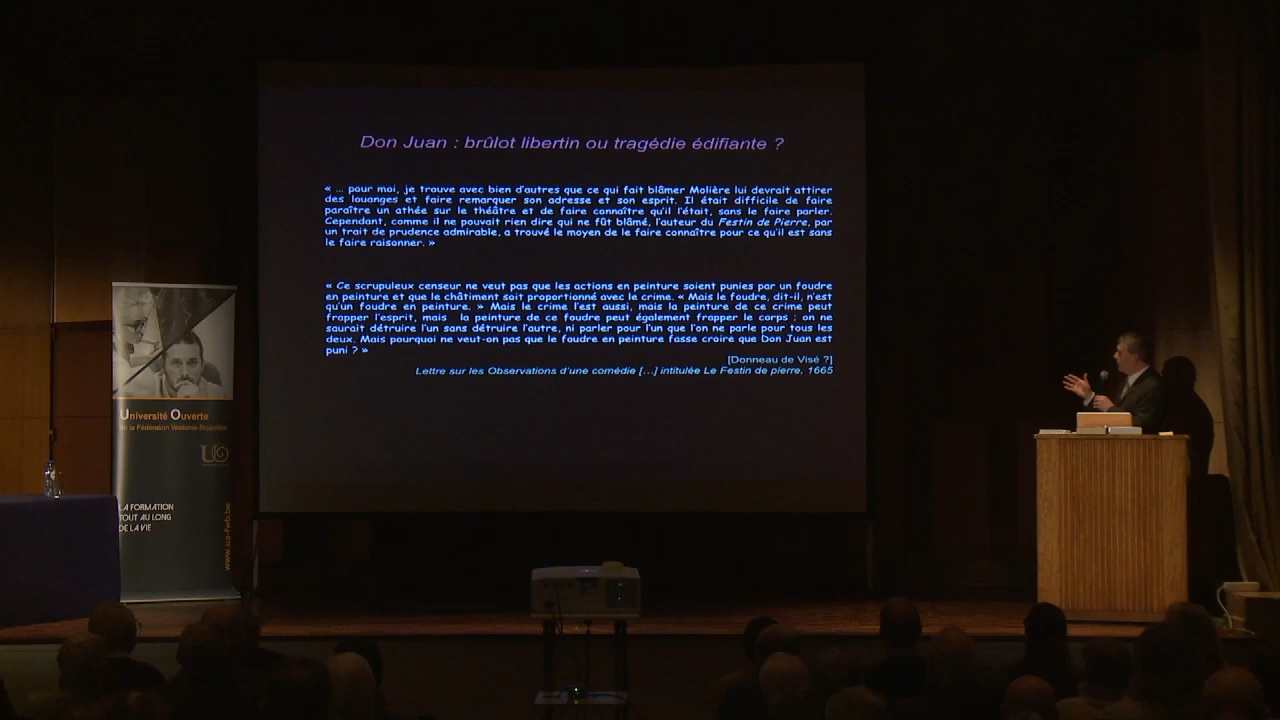 Don Juan : brûlot libertin ou tragédie édifiante ?
« ... pour moi, je trouve avec bien d'autres que ce qui fait blâmer Molière lui devrait attirer
des louanges et faire remarquer son adresse et son esprit. Il était difficile de faire
paraître un athée sur le théâtre et de faire connaître qu'il l'était, sans le faire parler.
Cependant, comme il ne pouvait rien dire qui ne fût blâmé, l'auteur du Festin de Pierre, par
un trait de prudence admirable, a trouvé le moyen de le faire connaître pour ce qu'il est sans
le faire raisonner. »
« Ce scrupuleux censeur ne veut pas que les actions en peinture soient punies par un foudre
en peinture et que le châtiment soit proportionné avec le crime. « Mais le foudre, dit-il, n'est
qu'un foudre en peinture. » Mais le crime l'est aussi, mais la peinture de ce crime peut
frapper l'esprit, mais la peinture de ce foudre peut également frapper le corps ; on ne
saurait détruire l'un sans détruire l'autre, ni parler pour l'un que l'on ne parle pour tous les
deux. Mais pourquoi ne veut-on pas que le foudre en peinture fasse croire que Don Juan est
puni ? »
[Donneau de Visé ?]
Lettre sur les Observations d'une comédie [...] intitulée Le Festin de pierre, 1665
Université Ouverte
de la Fédération Wallonie-Bruxelles
UO
LA FORMATION
TOUT AU LONG
DE LA VIE
www.uo-fwb.be